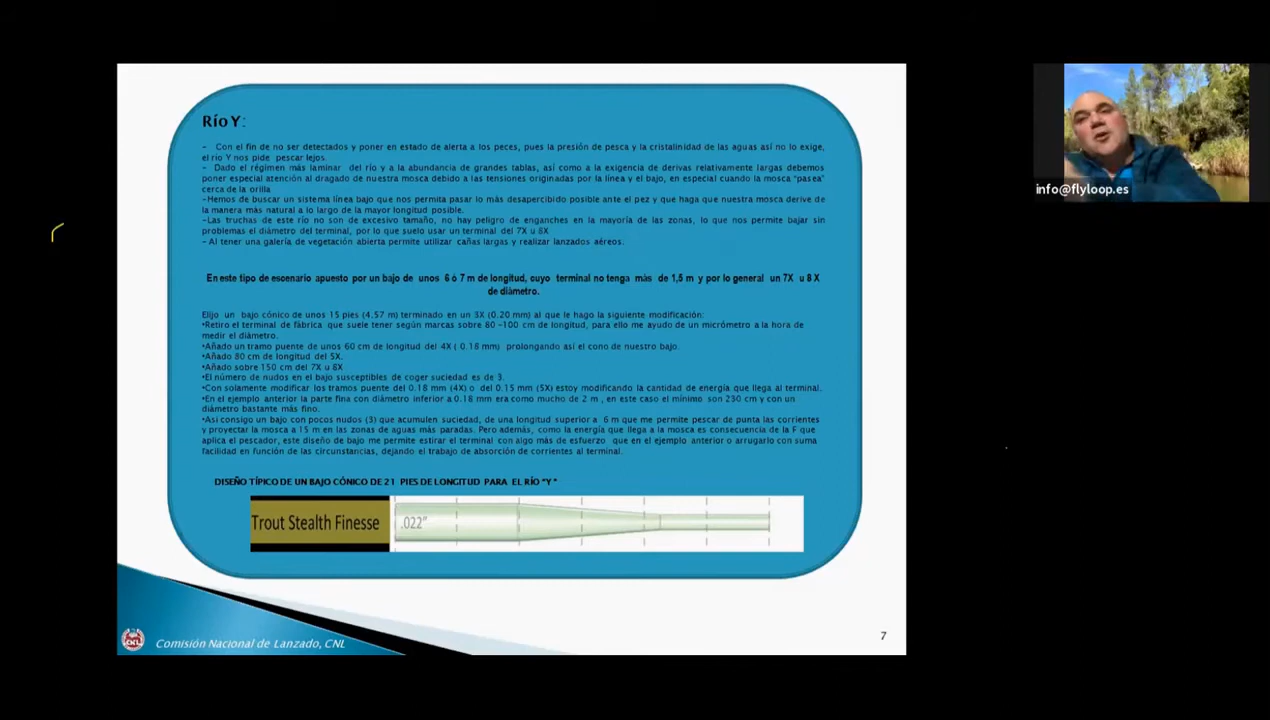 Río Y:
- Con el fin de no ser detectados y poner en estado de alerta a los peces, pues la presión de pesca y la cristalinidad de las aguas así no lo exige,
el río Y nos pide pescar lejos.
- Dado el régimen más laminar del río y a la abundancia de grandes tablas, así como a la exigencia de derivas relativamente largas debemos
poner especial atención al dragado de nuestra mosca debido a las tensiones originadas por la línea y el bajo, en especial cuando la mosca "pasea"
cerca de la orilla
-Hemos de buscar un sistema línea bajo que nos permita pasar lo más desapercibido posible ante el pez y que haga que nuestra mosca derive de
la manera más natural a lo largo de la mayor longitud posible.
-Las truchas de este río no son de excesivo tamaño, no hay peligro de enganches en la mayoría de las zonas, lo que nos permite bajar sin
problemas el diámetro del terminal, por lo que suelo usar un terminal del 7X u 8X
- Al tener una galería de vegetación abierta permite utilizar cañas largas y realizar lanzados aéreos.
En este tipo de escenario apuesto por un bajo de unos 6 ó 7 m de longitud, cuyo terminal no tenga más de 1,5 m y por lo general un 7X u 8 X
de diámetro.
Elijo un bajo cónico de unos 15 pies (4.57 m) terminado en un 3X (0.20 mm) al que le hago la siguiente modificación:
•Retiro el terminal de fábrica que suele tener según marcas sobre 80 -100 cm de longitud, para ello me ayudo de un micrómetro a la hora de
medir el diámetro.
•Añado un tramo puente de unos 60 cm de longitud del 4X ( 0.18 mm) prolongando así el cono de nuestro bajo.
•Añado 80 cm de longitud del 5X.
•Añado sobre 150 cm del 7X u 8X
•El número de nudos en el bajo susceptibles de coger suciedad es de 3.
•Con solamente modificar los tramos puente del 0.18 mm (4X) o del 0.15 mm (5X) estoy modificando la cantidad de energía que llega al terminal.
•En el ejemplo anterior la parte fina con diámetro inferior a 0.18 mm era como mucho de 2 m , en este caso el mínimo son 230 cm y con un
diámetro bastante más fino.
•Así consigo un bajo con pocos nudos (3) que acumulen suciedad, de una longitud superior a 6 m que me permite pescar de punta las corrientes
y proyectar la mosca a 15 m en las zonas de aguas más paradas. Pero además, como la energía que llega a la mosca es consecuencia de la F que
aplica el pescador, este diseño de bajo me permite estirar el terminal con algo más de esfuerzo que en el ejemplo anterior o arrugarlo con suma
facilidad en función de las circunstancias, dejando el trabajo de absorción de corrientes al terminal.
DISEÑO TÍPICO DE UN BAJO CÓNICO DE 21 PIES DE LONGITUD PARA EL RÍO "Y"
Trout Stealth Finesse
.022"
CNL
Comisión Nacional de Lanzado, CNL
7
info@flyloop.es